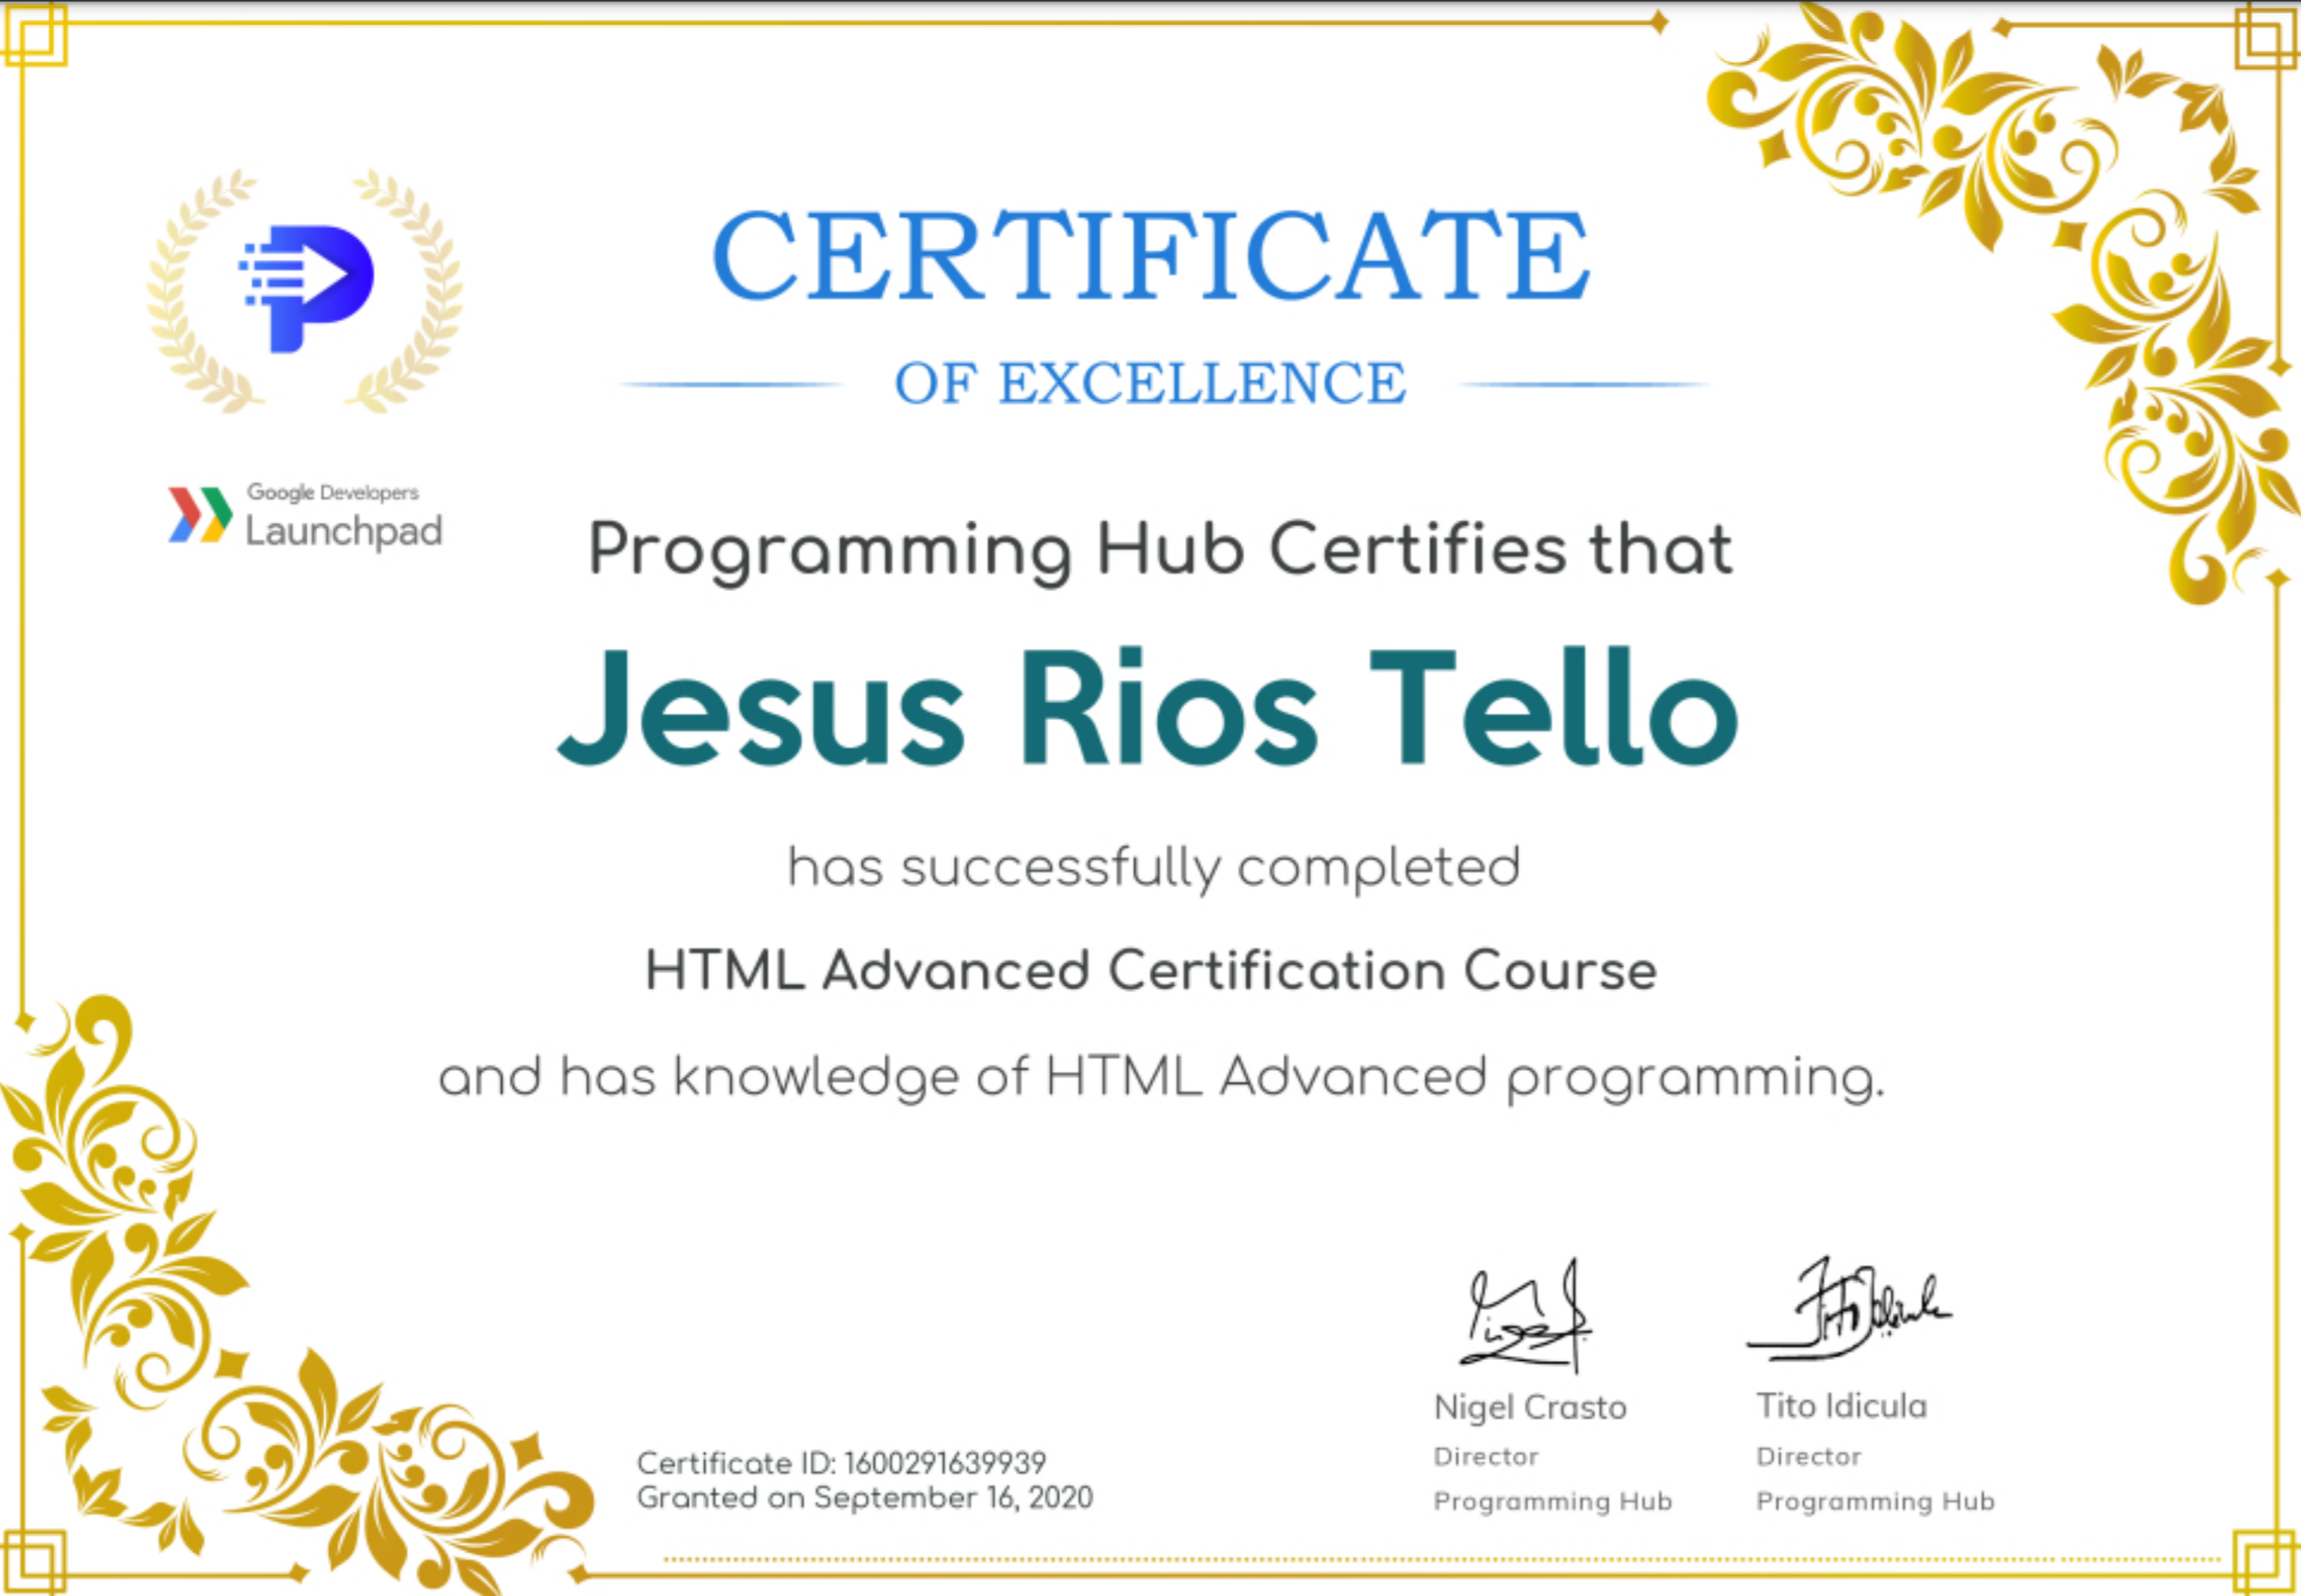 CERTIFICATE
OF EXCELLENCE
Google Developers
Launchpad
Programming Hub Certifies that
Jesus Rios Tello
has successfully completed
HTML Advanced Certification Course
and has knowledge of HTML Advanced programming.
Nigel Crasto
Director
Programming Hub
Tito Idicula
Director
Programming Hub
Certificate ID: 1600291639939
Granted on September 16, 2020